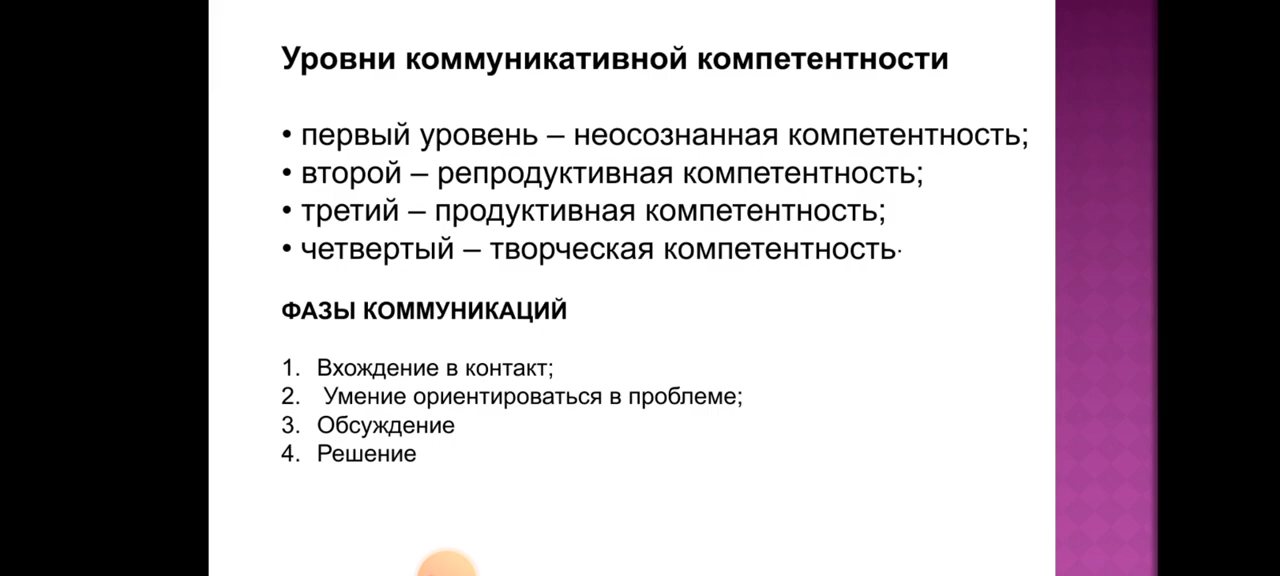 Уровни коммуникативной компетентности
• первый уровень – неосознанная компетентность;
• второй – репродуктивная компетентность;
• третий – продуктивная компетентность;
• четвертый – творческая компетентность.
ФАЗЫ КОММУНИКАЦИЙ
1. Вхождение в контакт;
2. Умение ориентироваться в проблеме;
3. Обсуждение
4. Решение